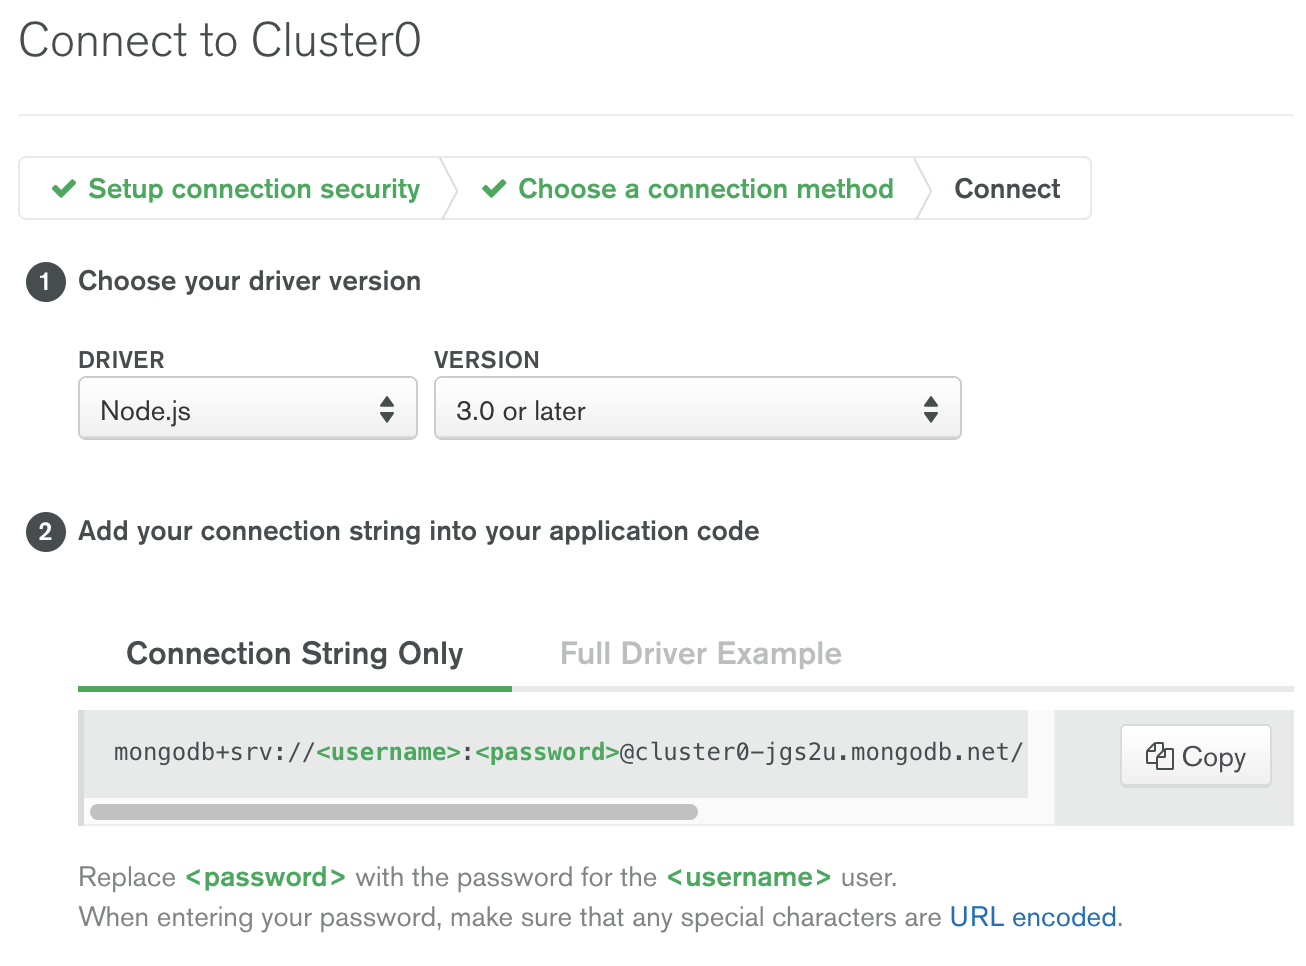 Connect to Cluster0
Setup connection security
Choose a connection method
Connect
1 Choose your driver version
DRIVER VERSION
Node.js 3.0 or later
2 Add your connection string into your application code
Connection String Only Full Driver Example
mongodb+srv://<username>:<password>@cluster0-jgs2u.mongodb.net/
Copy
Replace <password> with the password for the <username> user.
When entering your password, make sure that any special characters are URL encoded.